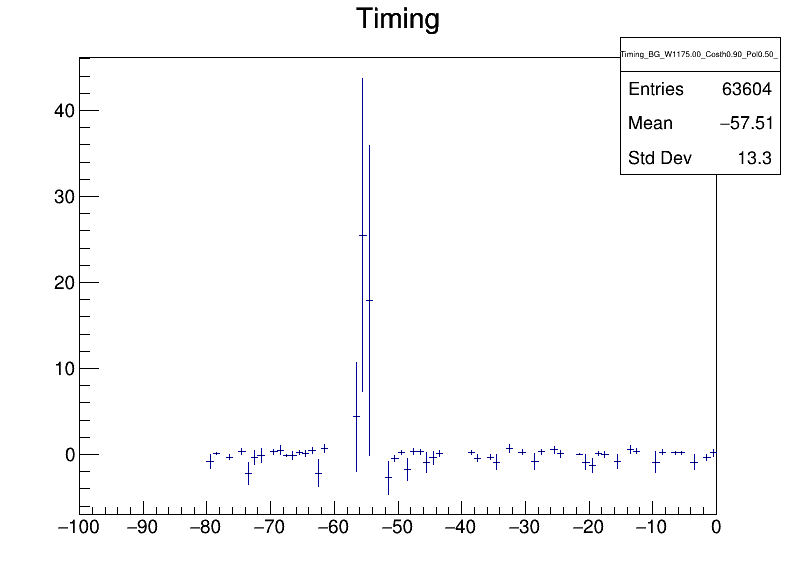 Timing
Timing_BG_W1175.00_Costh0.90_Pol0.50_
Entries 63604
Mean −57.51
Std Dev 13.3
40
30
20
10
0
−100 −90 −80 −70 −60 −50 −40 −30 −20 −10 0